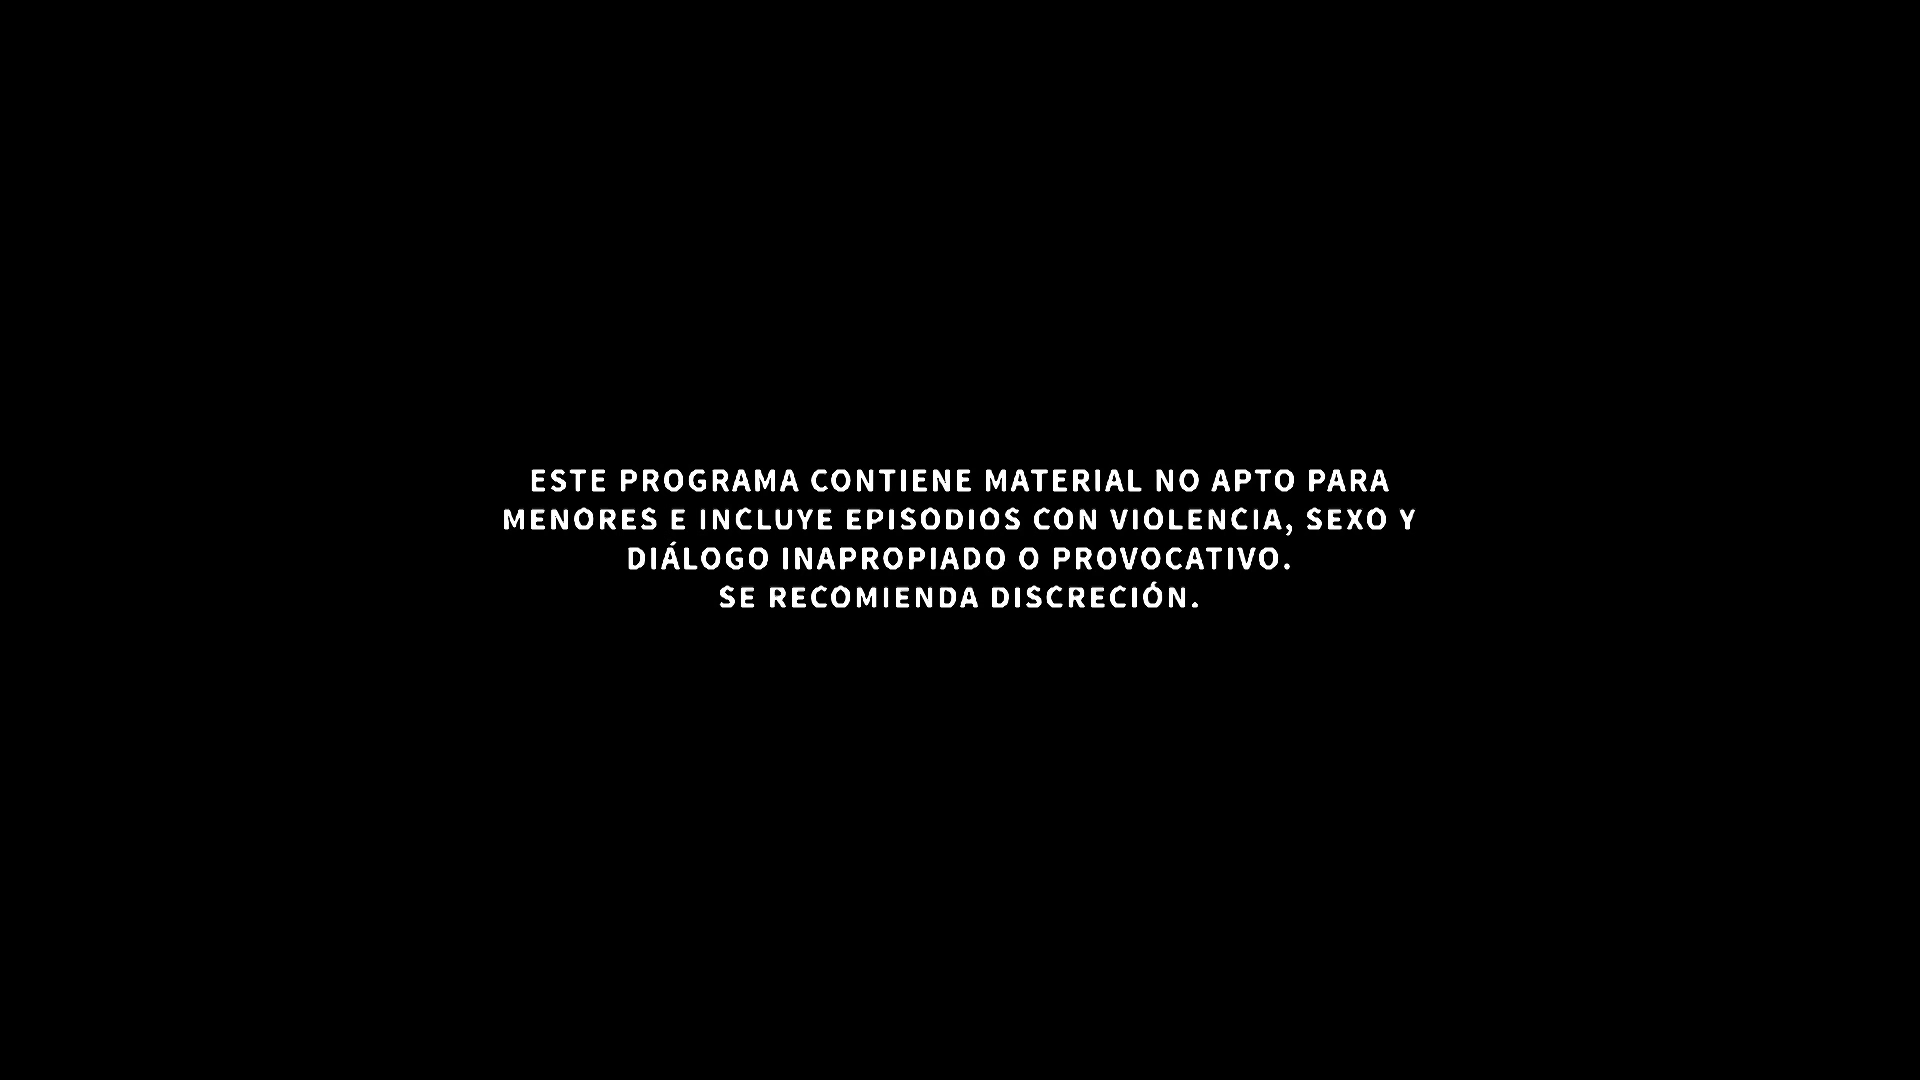 ESTE PROGRAMA CONTIENE MATERIAL NO APTO PARA
MENORES E INCLUYE EPISODIOS CON VIOLENCIA, SEXO Y
DIÁLOGO INAPROPIADO O PROVOCATIVO.
SE RECOMIENDA DISCRECIÓN.